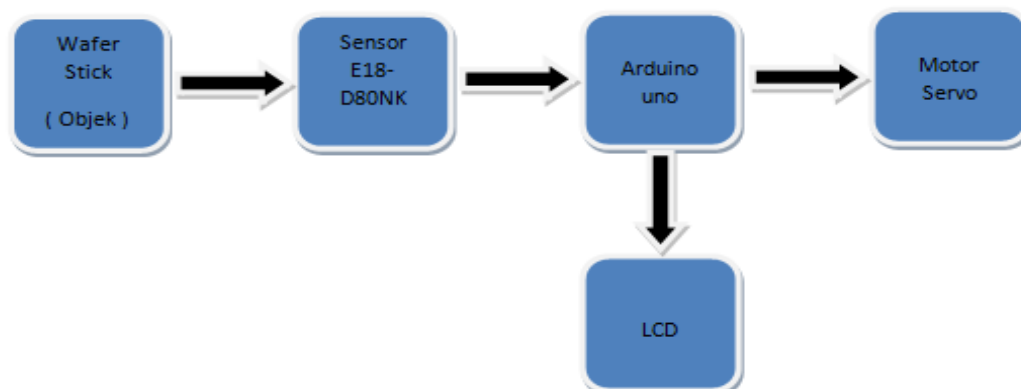 Wafer
Stick
( Objek )
Sensor
E18-
D80NK
Arduino
uno
Motor
Servo
LCD